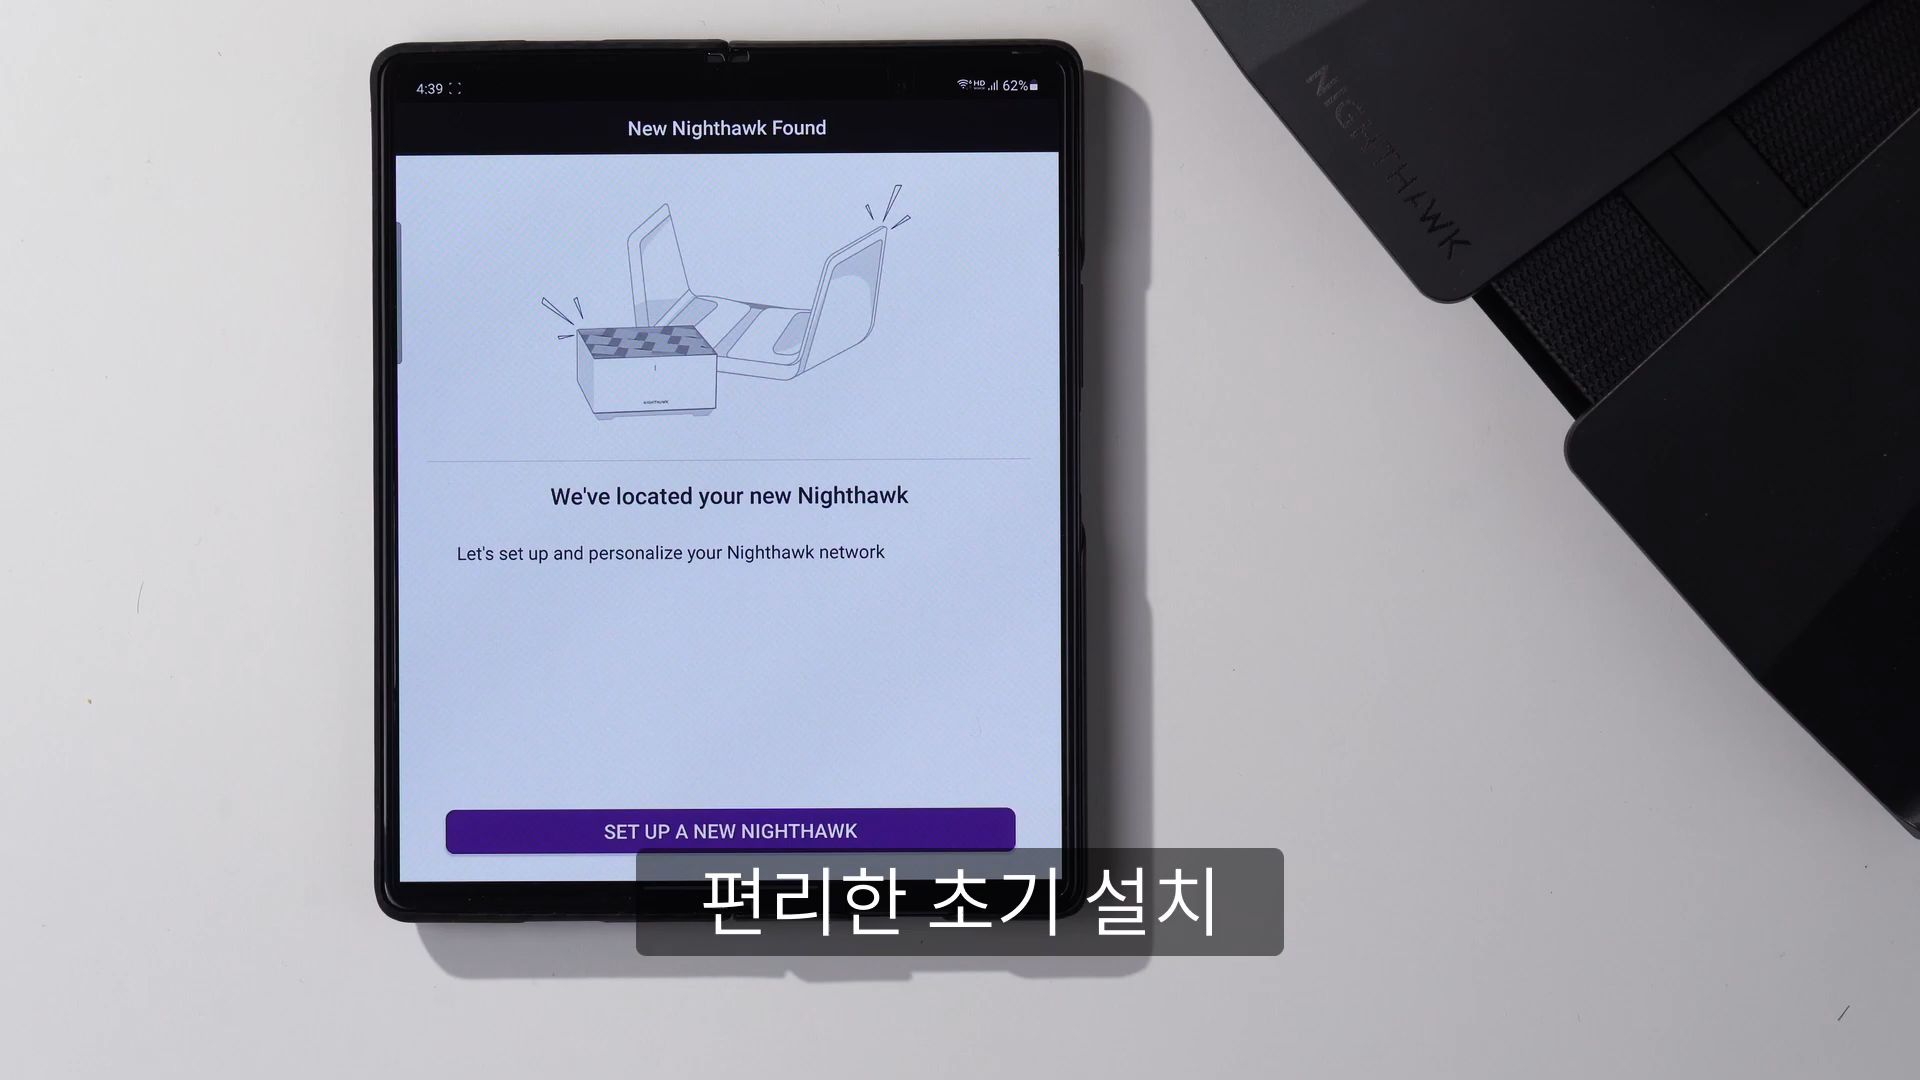 4:39
62%
New Nighthawk Found
NIGHTHAWK
NIGHTHAWK
We've located your new Nighthawk
Let's set up and personalize your Nighthawk network
SET UP A NEW NIGHTHAWK
편리한 초기 설치